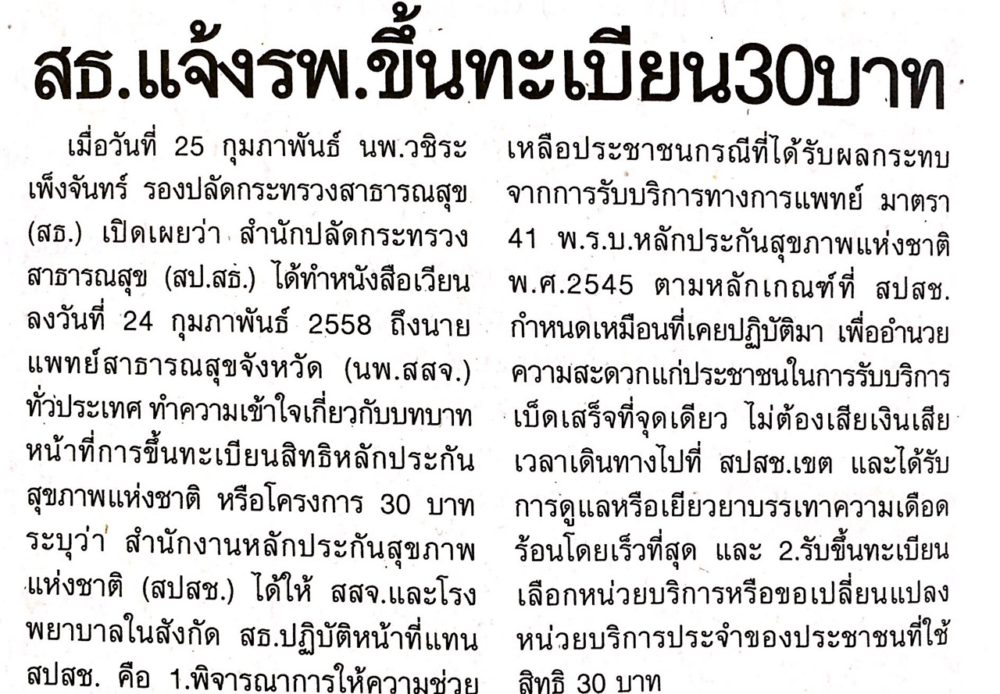 สธ.แจ้งรพ.ขึ้นทะเบียน30บาท
เมื่อวันที่ 25 กุมภาพันธ์ นพ.วชิระ
เพ็งจันทร์ รองปลัดกระทรวงสาธารณสุข
(สธ.) เปิดเผยว่า สำนักปลัดกระทรวง
สาธารณสุข (สป.สธ.) ได้ทำหนังสือเวียน
ลงวันที่ 24 กุมภาพันธ์ 2558 ถึงนาย
แพทย์สาธารณสุขจังหวัด (นพ.สสจ.)
ทั่วประเทศ ทำความเข้าใจเกี่ยวกับบทบาท
หน้าที่การขึ้นทะเบียนสิทธิหลักประกัน
สุขภาพแห่งชาติ หรือโครงการ 30 บาท
ระบุว่า สำนักงานหลักประกันสุขภาพ
แห่งชาติ (สปสช.) ได้ให้ สสจ.และโรง
พยาบาลในสังกัด สธ.ปฏิบัติหน้าที่แทน
สปสช. คือ 1.พิจารณาการให้ความช่วย
เหลือประชาชนกรณีที่ได้รับผลกระทบ
จากการรับบริการทางการแพทย์ มาตรา
41 พ.ร.บ.หลักประกันสุขภาพแห่งชาติ
พ.ศ.2545 ตามหลักเกณฑ์ที่ สปสช.
กำหนดเหมือนที่เคยปฏิบัติมา เพื่ออำนวย
ความสะดวกแก่ประชาชนในการรับบริการ
เบ็ดเสร็จที่จุดเดียว ไม่ต้องเสียเงินเสีย
เวลาเดินทางไปที่ สปสช.เขต และได้รับ
การดูแลหรือเยียวยาบรรเทาความเดือด
ร้อนโดยเร็วที่สุด และ 2.รับขึ้นทะเบียน
เลือกหน่วยบริการหรือขอเปลี่ยนแปลง
หน่วยบริการประจำของประชาชนที่ใช้
สิทธิ 30 บาท